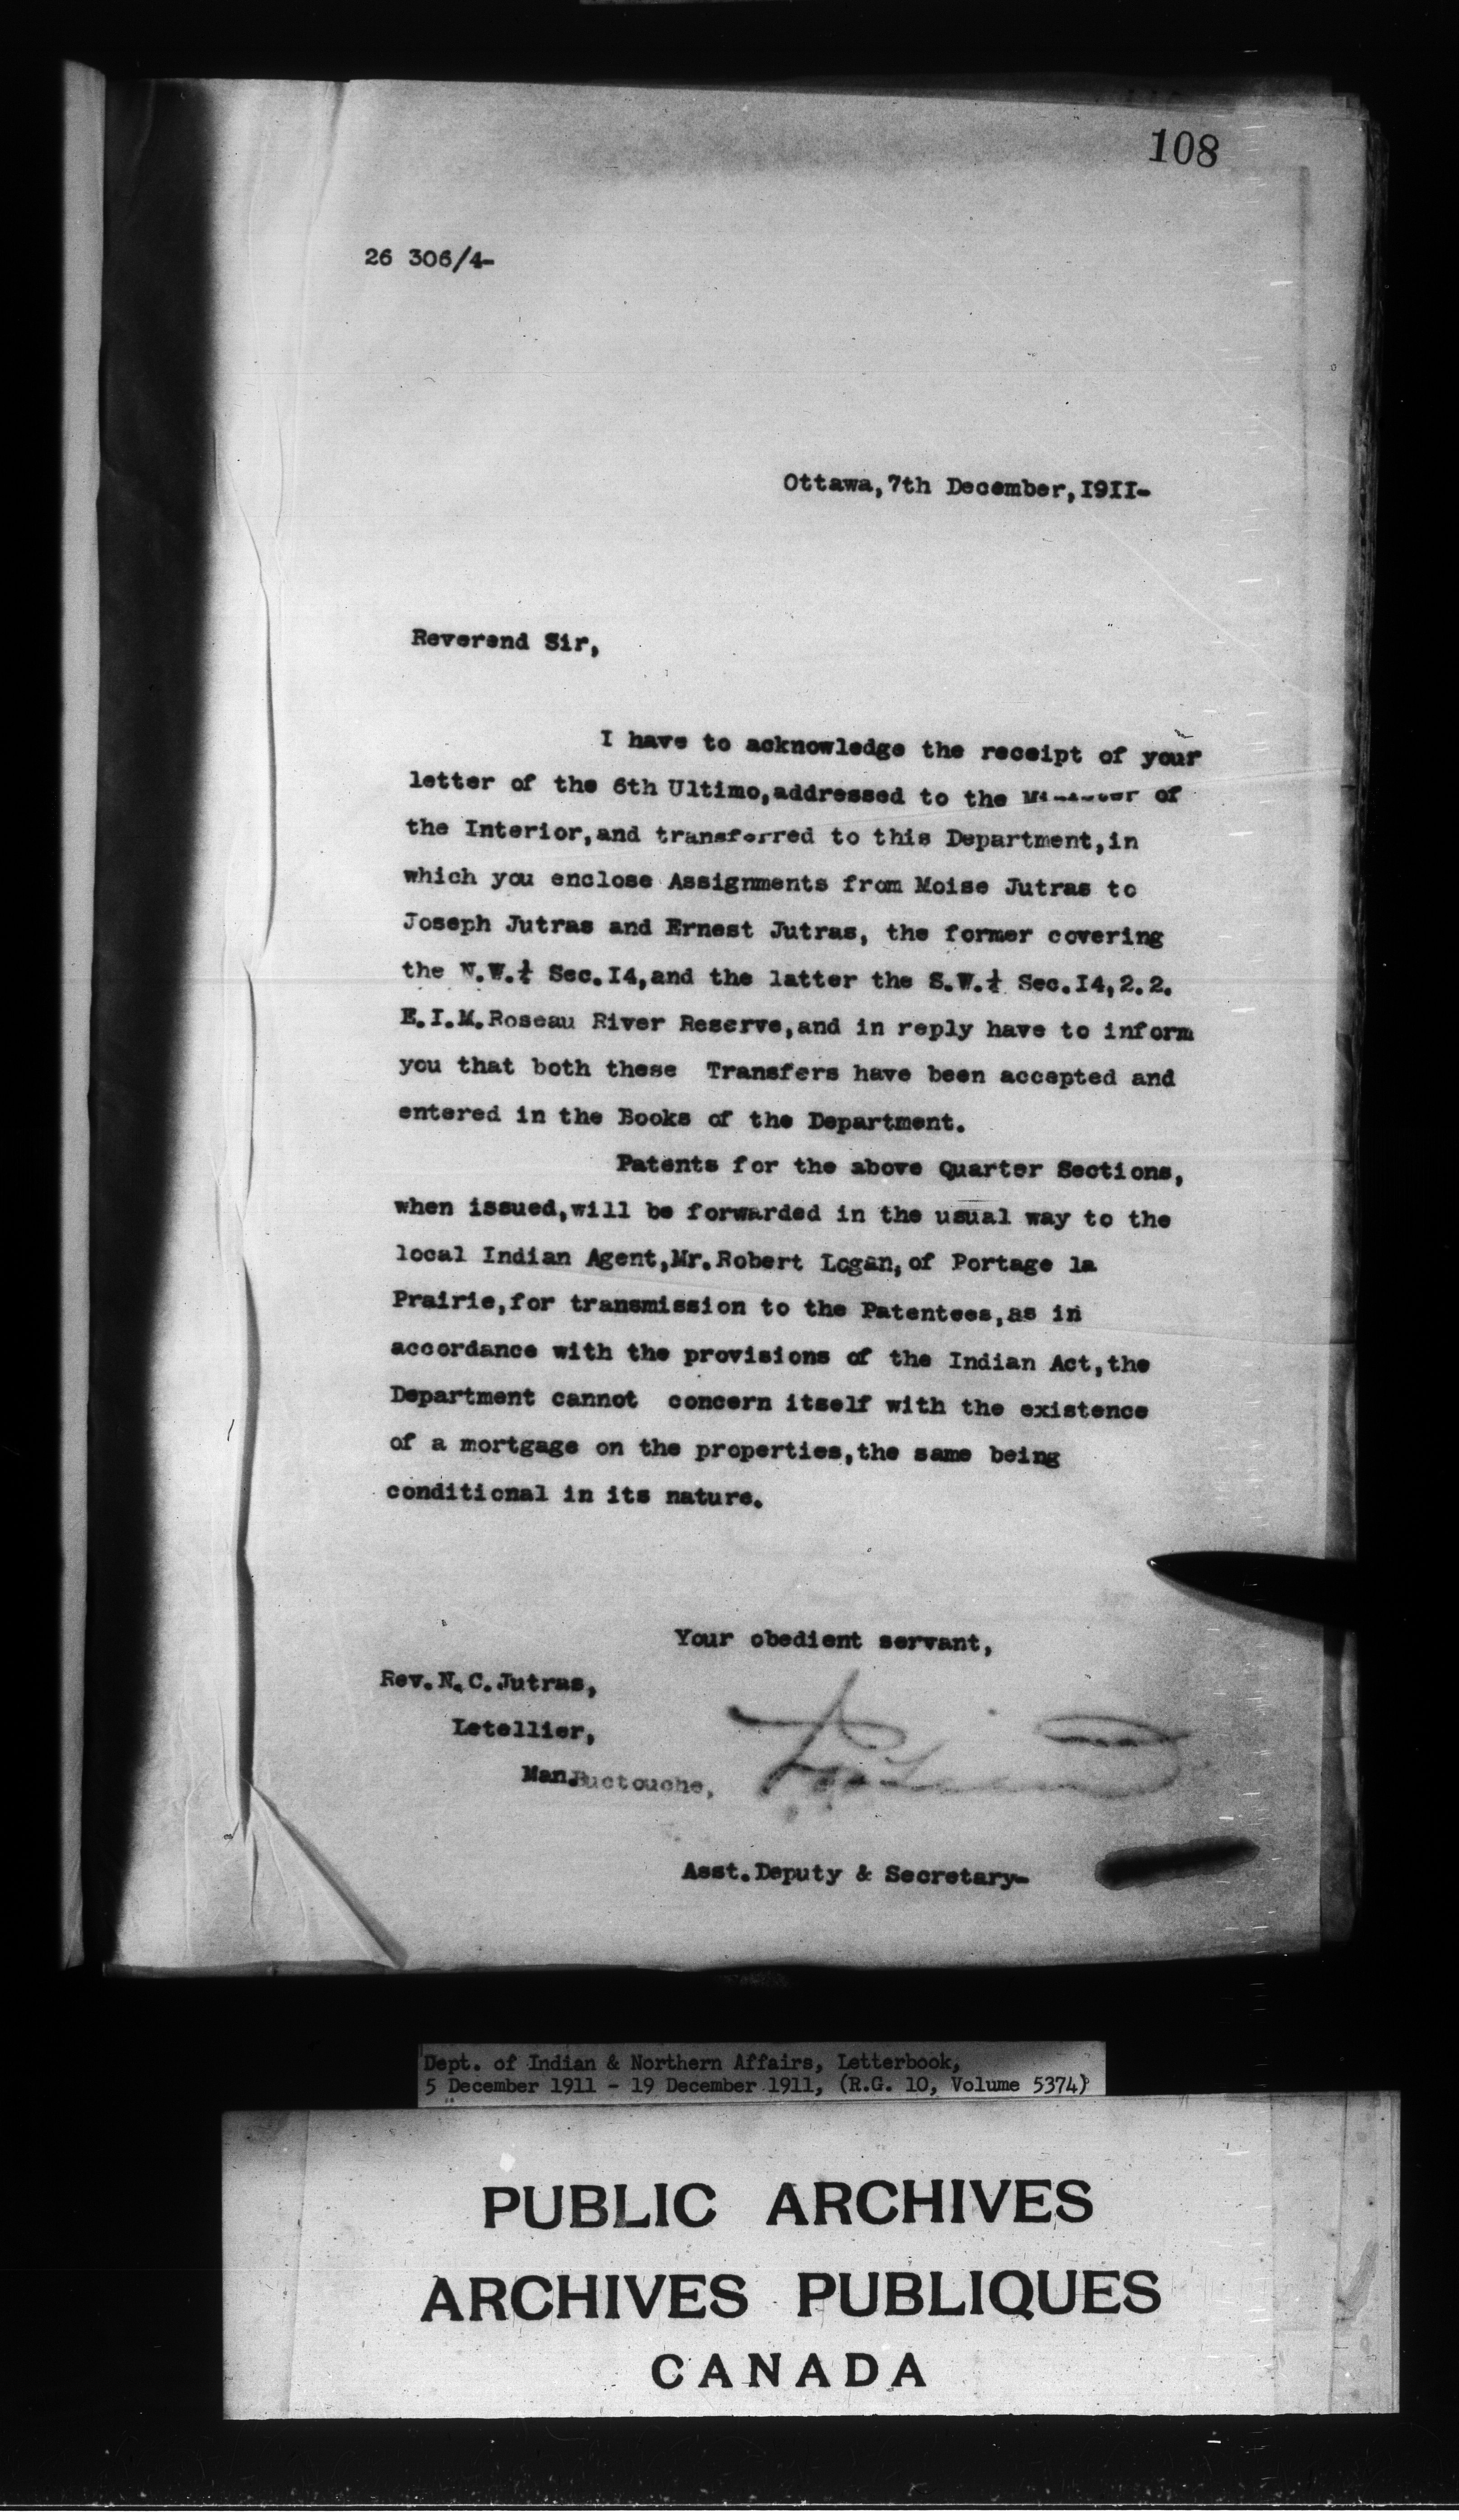 108
26 306/4-
Ottawa,7th December,I9II-
Reverend Sir,
I have to acknowledge the receipt of your
letter of the 6th Ultimo,addressed to the Minister of
the Interior,and transferred to this Department,in
which you enclose Assignments from Moise Jutras to
Joseph Jutras and Ernest Jutras, the former covering
the N.W.¼ Sec.I4,and the latter the S.W.¼ Sec.I4,2.2.
E.I.M.Roseau River Reserve,and in reply have to inform
you that both these Transfers have been accepted and
entered in the Books of the Department.
Patents for the above Quarter Sections,
when issued,will be forwarded in the usual way to the
local Indian Agent,Mr.Robert Logan,of Portage la
Prairie,for transmission to the Patentees,as in
accordance with the provisions of the Indian Act,the
Department cannot concern itself with the existence
of a mortgage on the properties,the same being
conditional in its nature.
Your obedient servant,
Rev.N.C.Jutras,
Letellier,
Man.Buctouche,
Asst.Deputy & Secretary-
Dept. of Indian & Northern Affairs, Letterbook,
5 December 1911 - 19 December 1911, (R.G. 10, Volume 5374)
PUBLIC ARCHIVES
ARCHIVES PUBLIQUES
CANADA